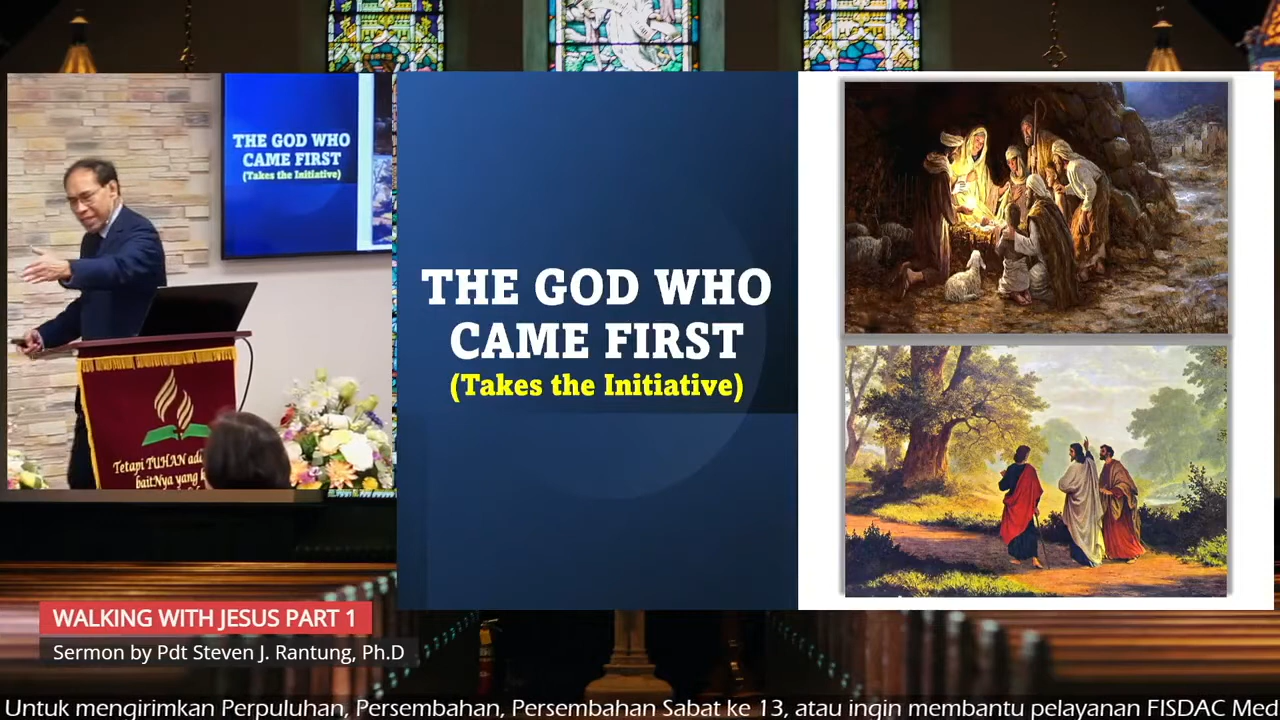 THE GOD WHO
CAME FIRST
(Takes the Initiative)
Tetapi TUHAN ada
baitNya yang k
THE GOD WHO
CAME FIRST
(Takes the Initiative)
WALKING WITH JESUS PART 1
Sermon by Pdt Steven J. Rantung, Ph.D
Untuk mengirimkan Perpuluhan, Persembahan, Persembahan Sabat ke 13, atau ingin membantu pelayanan FISDAC Med